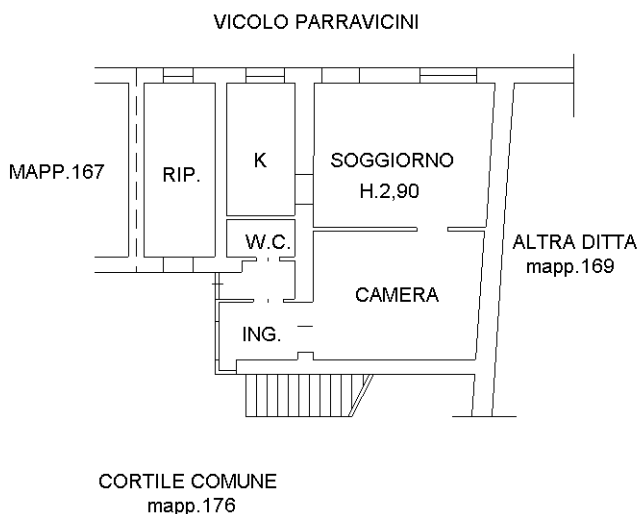 VICOLO PARRAVICINI
MAPP.167
RIP.
K
SOGGIORNO
H.2,90
W.C.
ALTRA DITTA
mapp.169
CAMERA
ING.
CORTILE COMUNE
mapp.176